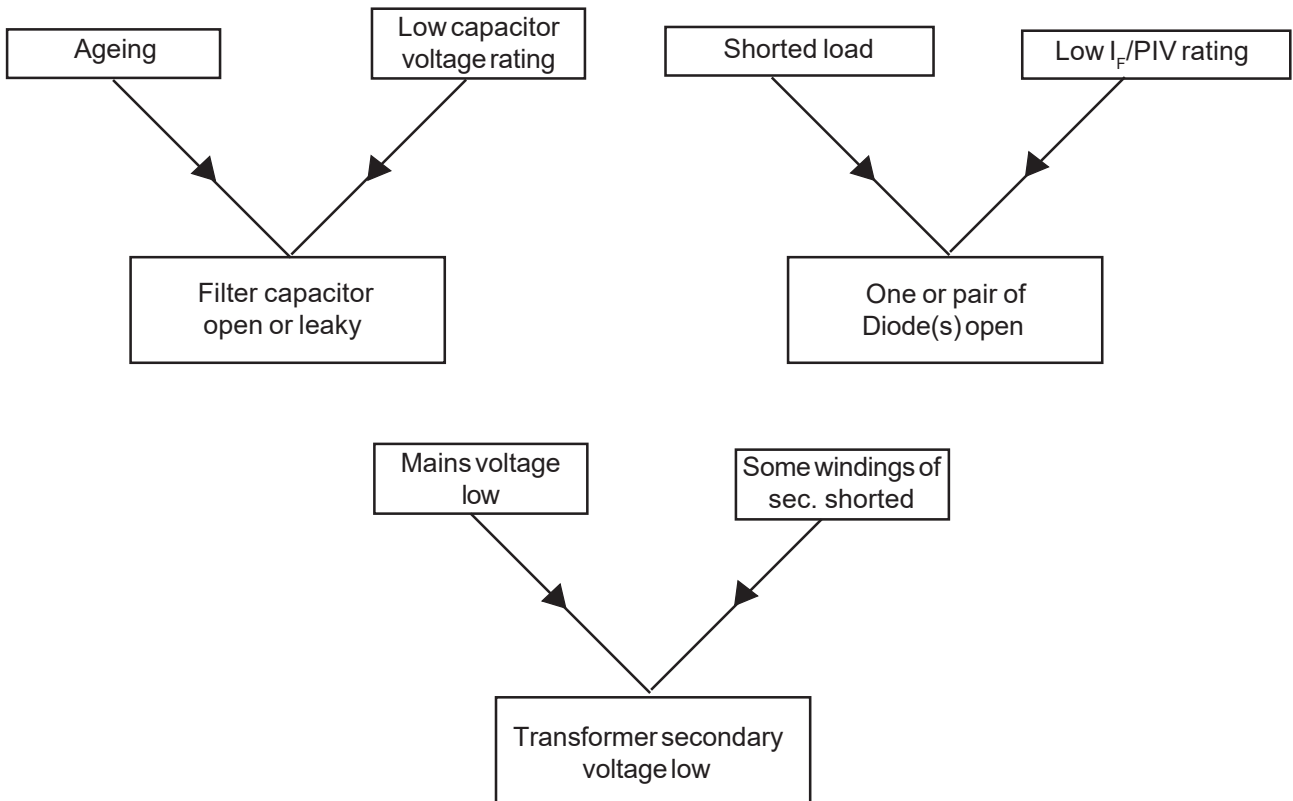 Ageing
Low capacitor
voltage rating
Shorted load
Low I_F/PIV rating
Filter capacitor
open or leaky
One or pair of
Diode(s) open
Mains voltage
low
Some windings of
sec. shorted
Transformer secondary
voltage low